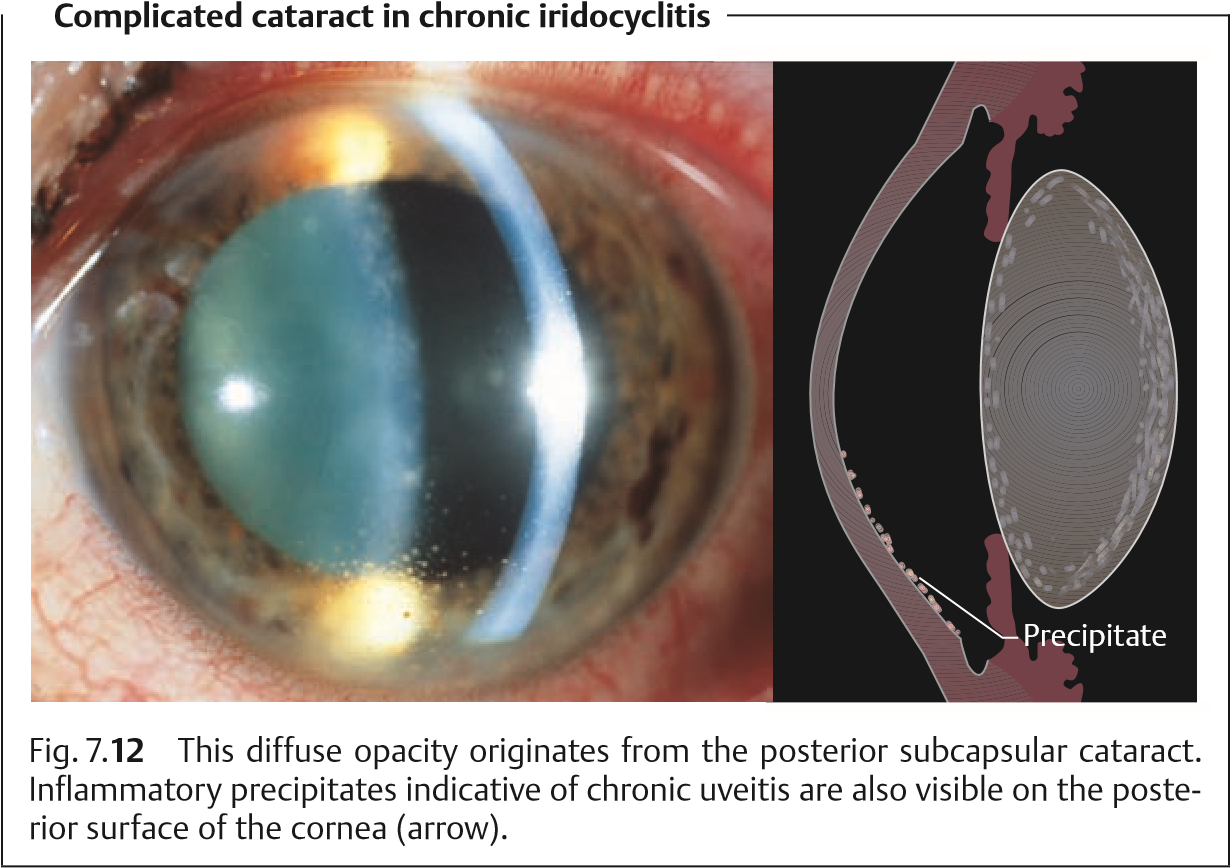 Complicated cataract in chronic iridocyclitis
Precipitate
Fig. 7.12 This diffuse opacity originates from the posterior subcapsular cataract.
Inflammatory precipitates indicative of chronic uveitis are also visible on the poste-
rior surface of the cornea (arrow).